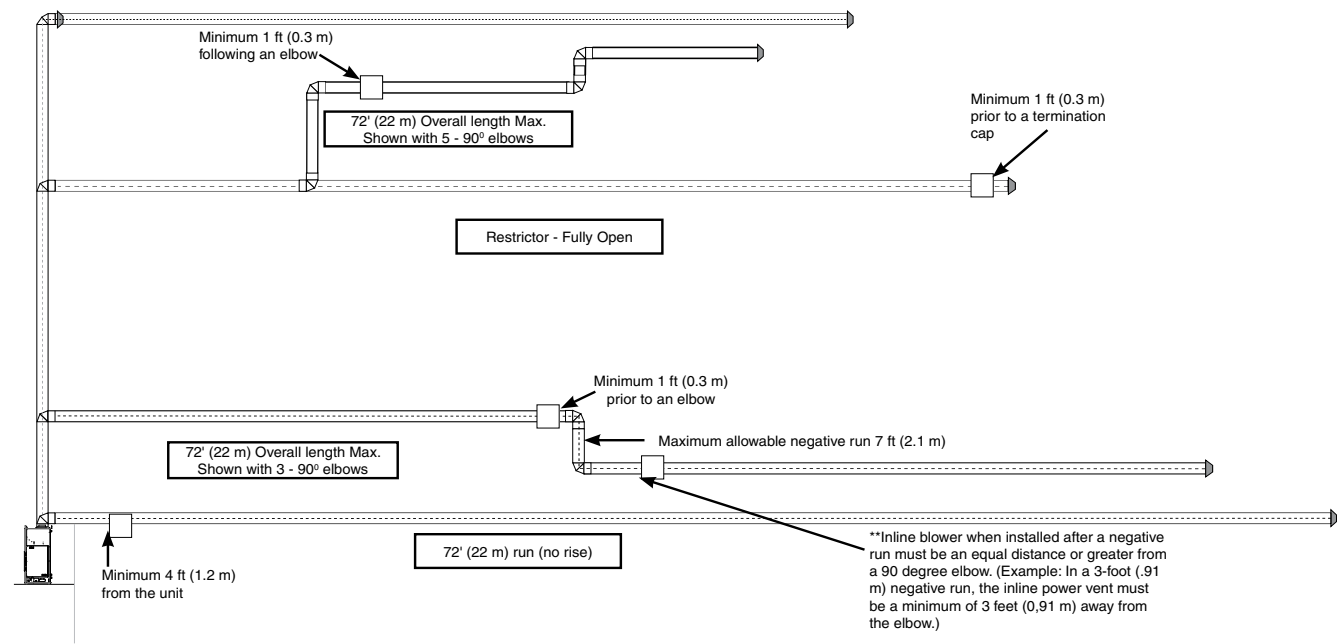 Minimum 1 ft (0.3 m)
following an elbow
72' (22 m) Overall length Max.
Shown with 5 - 90⁰ elbows
Minimum 1 ft (0.3 m)
prior to a termination
cap
Restrictor - Fully Open
Minimum 1 ft (0.3 m)
prior to an elbow
Maximum allowable negative run 7 ft (2.1 m)
72' (22 m) Overall length Max.
Shown with 3 - 90⁰ elbows
72' (22 m) run (no rise)
Minimum 4 ft (1.2 m)
from the unit
**Inline blower when installed after a negative
run must be an equal distance or greater from
a 90 degree elbow. (Example: In a 3-foot (.91
m) negative run, the inline power vent must
be a minimum of 3 feet (0,91 m) away from
the elbow.)